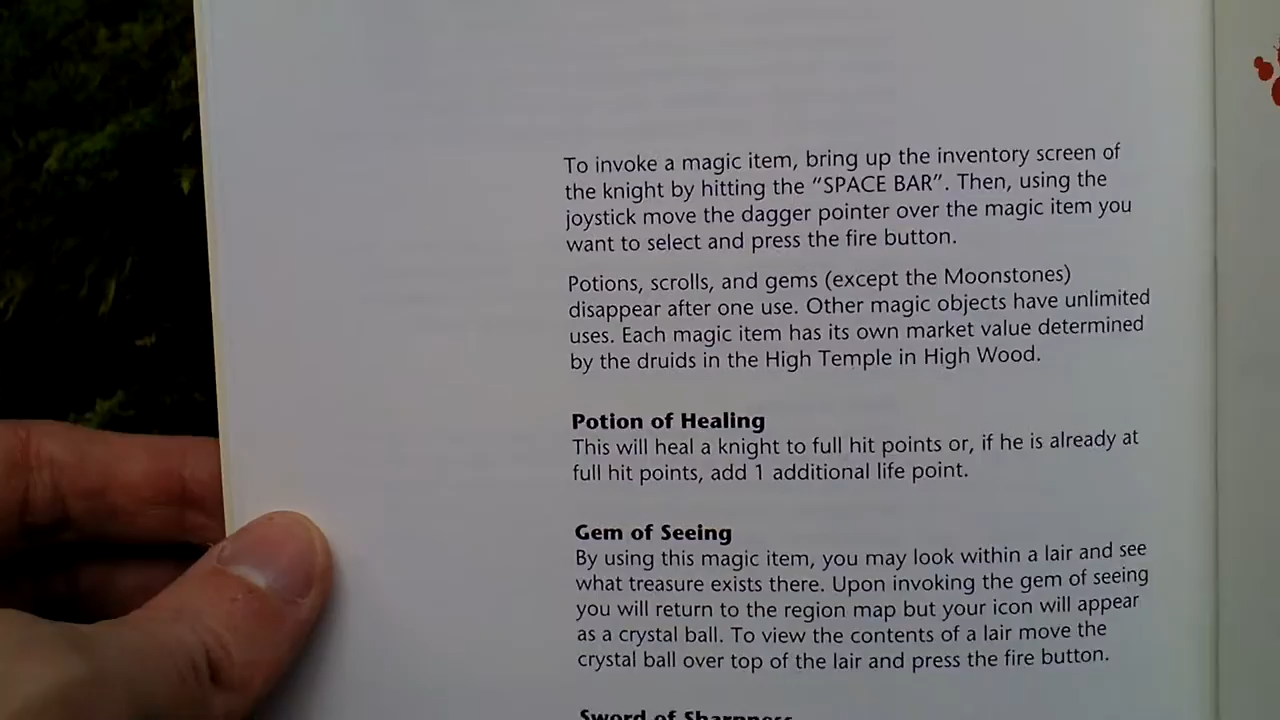 To invoke a magic item, bring up the inventory screen of
the knight by hitting the “SPACE BAR”. Then, using the
joystick move the dagger pointer over the magic item you
want to select and press the fire button.
Potions, scrolls, and gems (except the Moonstones)
disappear after one use. Other magic objects have unlimited
uses. Each magic item has its own market value determined
by the druids in the High Temple in High Wood.
Potion of Healing
This will heal a knight to full hit points or, if he is already at
full hit points, add 1 additional life point.
Gem of Seeing
By using this magic item, you may look within a lair and see
what treasure exists there. Upon invoking the gem of seeing
you will return to the region map but your icon will appear
as a crystal ball. To view the contents of a lair move the
crystal ball over top of the lair and press the fire button.
Sword of Sharpness